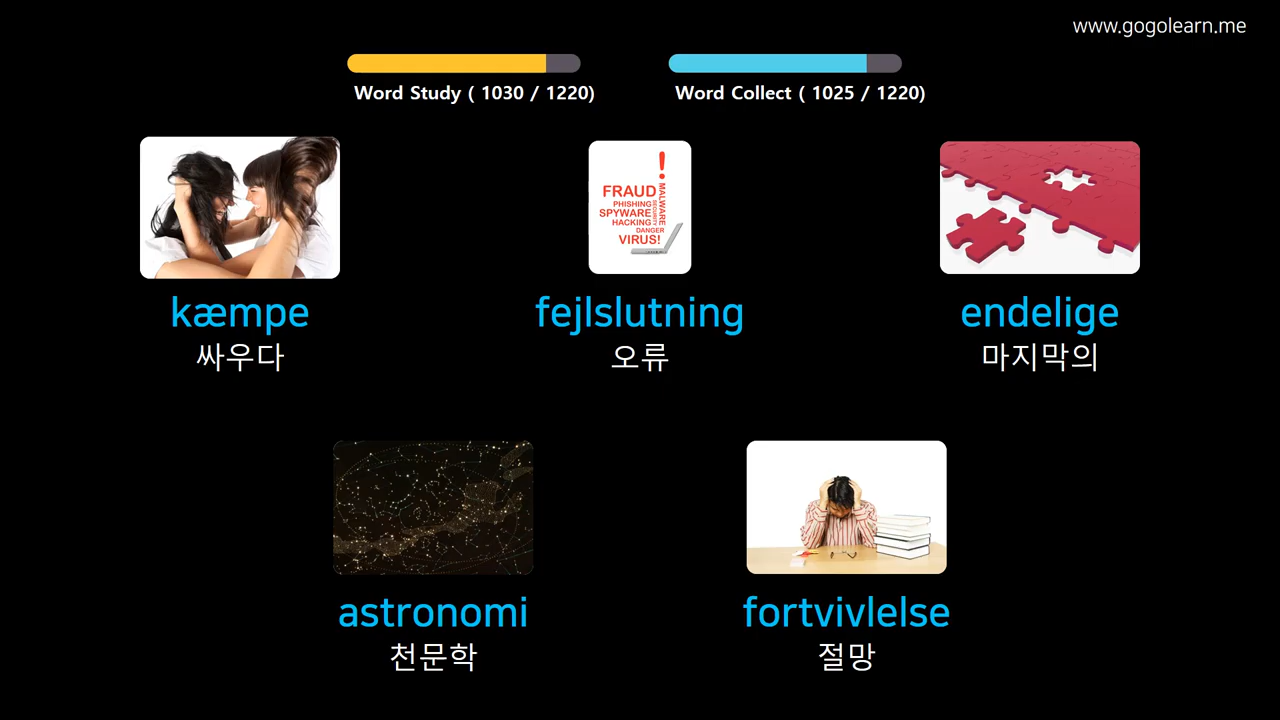 www.gogolearn.me
Word Study ( 1030 / 1220)
Word Collect ( 1025 / 1220)
FRAUD
PHISHING
SPYWARE
HACKING
DANGER
VIRUS!
MALWARE
SECURITY
!
kæmpe
싸우다
fejlslutning
오류
endelige
마지막의
astronomi
천문학
fortvivlelse
절망